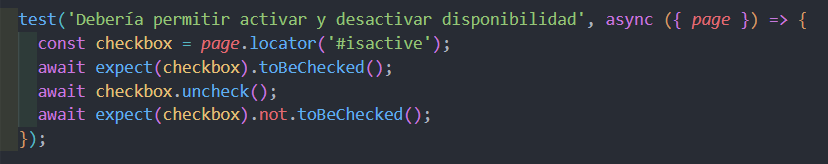 test('Debería permitir activar y desactivar disponibilidad', async ({ page }) => {
  const checkbox = page.locator('#isactive');
  await expect(checkbox).toBeChecked();
  await checkbox.uncheck();
  await expect(checkbox).not.toBeChecked();
});